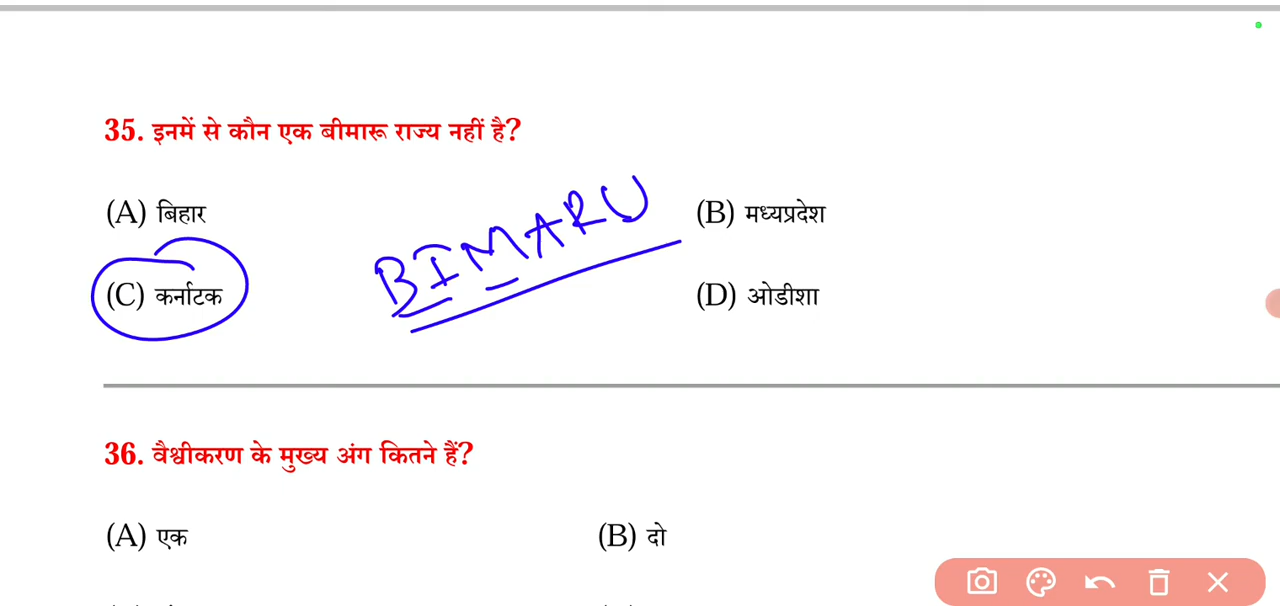 35. इनमें से कौन एक बीमारू राज्य नहीं है?
(A) बिहार
(B) मध्यप्रदेश
BIMARU
(C) कर्नाटक
(D) ओडीशा
36. वैश्वीकरण के मुख्य अंग कितने हैं?
(A) एक
(B) दो